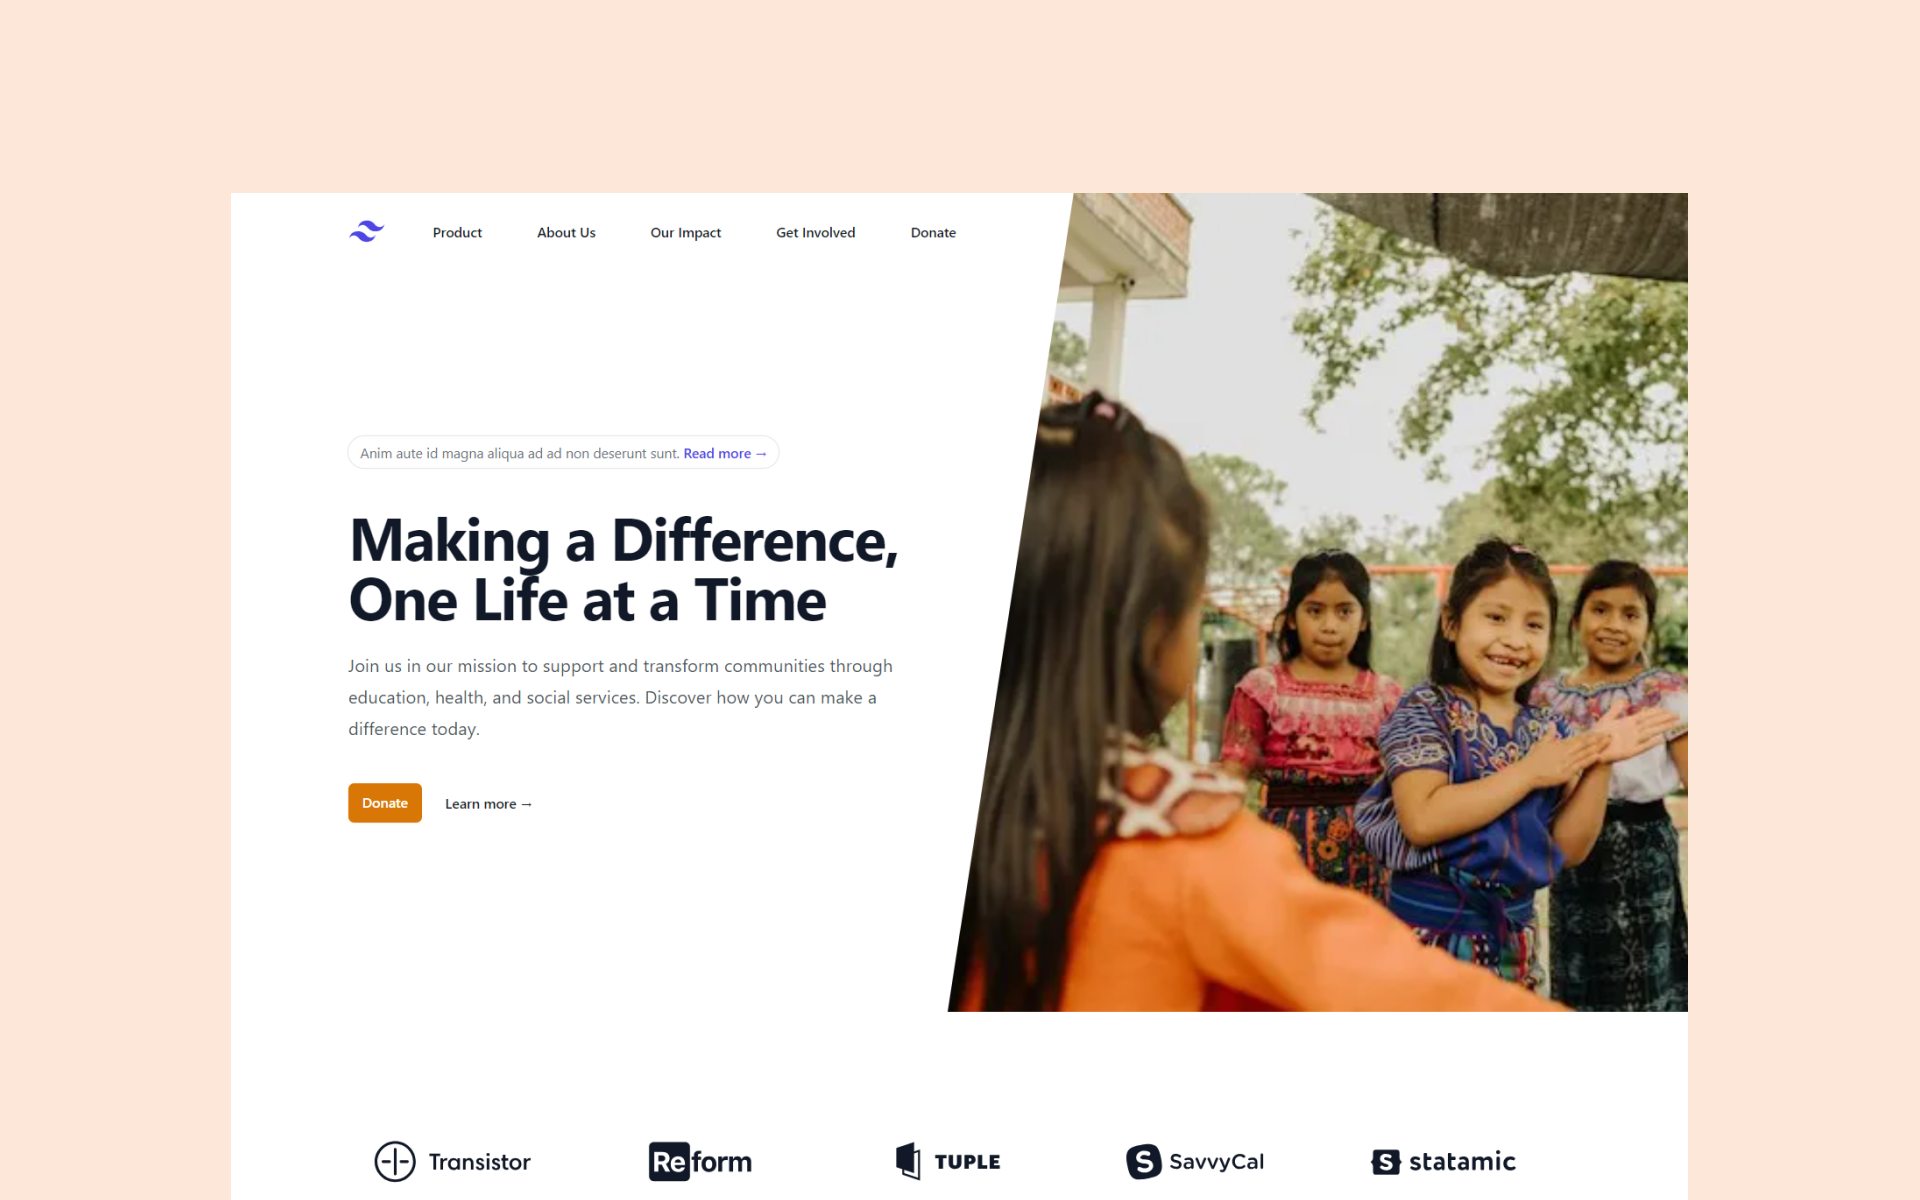 Product About Us Our Impact Get Involved Donate
Anim aute id magna aliqua ad ad non deserunt sunt. Read more →
Making a Difference,
One Life at a Time
Join us in our mission to support and transform communities through
education, health, and social services. Discover how you can make a
difference today.
Donate Learn more →
Transistor Reform TUPLE SavvyCal statamic